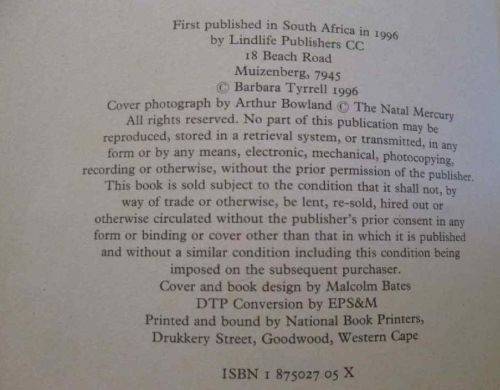 First published in South Africa in 1996
by Lindlife Publishers CC
18 Beach Road
Muizenberg, 7945
© Barbara Tyrrell 1996
Cover photograph by Arthur Bowland © The Natal Mercury
All rights reserved. No part of this publication may be
reproduced, stored in a retrieval system, or transmitted, in any
form or by any means, electronic, mechanical, photocopying,
recording or otherwise, without the prior permission of the publisher.
This book is sold subject to the condition that it shall not, by
way of trade or otherwise, be lent, re-sold, hired out or
otherwise circulated without the publisher's prior consent in any
form or binding or cover other than that in which it is published
and without a similar condition including this condition being
imposed on the subsequent purchaser.
Cover and book design by Malcolm Bates
DTP Conversion by EPS&M
Printed and bound by National Book Printers,
Drukkery Street, Goodwood, Western Cape
ISBN 1 875027 05 X